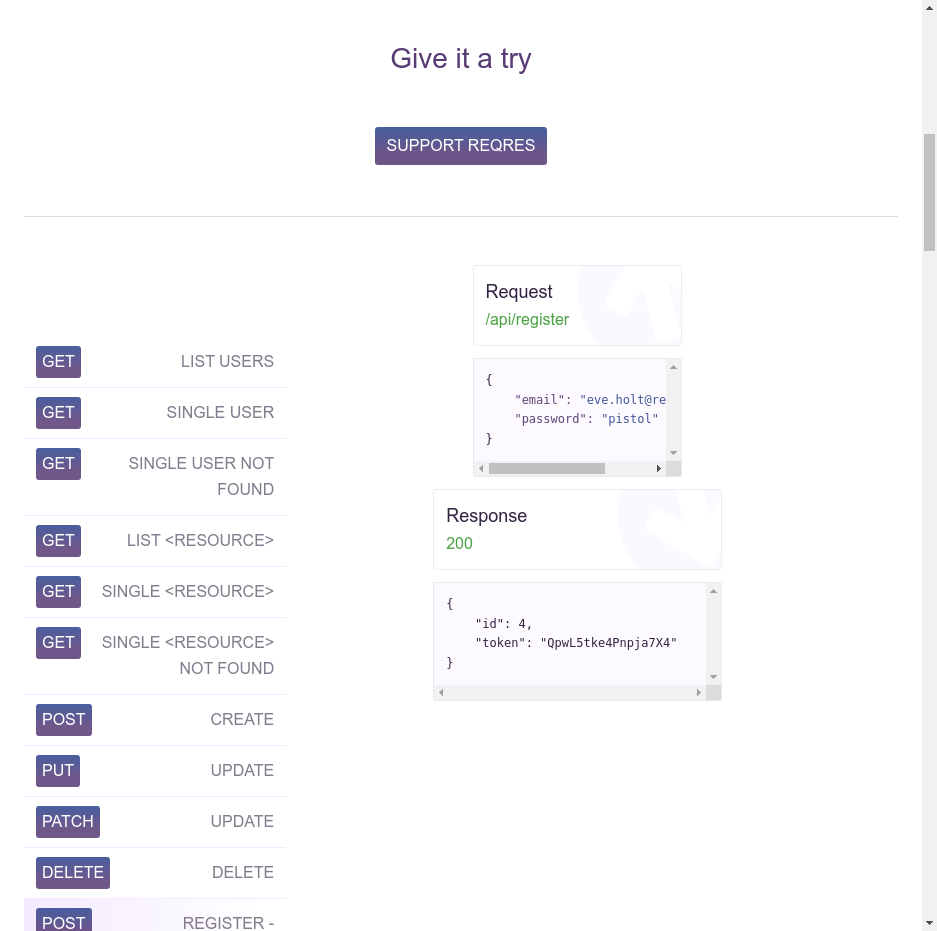 Give it a try
SUPPORT REQRES
GET LIST USERS
GET SINGLE USER
GET SINGLE USER NOT
FOUND
GET LIST <RESOURCE>
GET SINGLE <RESOURCE>
GET SINGLE <RESOURCE>
NOT FOUND
POST CREATE
PUT UPDATE
PATCH UPDATE
DELETE DELETE
POST REGISTER -
Request
/api/register
{
    "email": "eve.holt@re
    "password": "pistol"
}
Response
200
{
    "id": 4,
    "token": "QpwL5tke4Pnpja7X4"
}